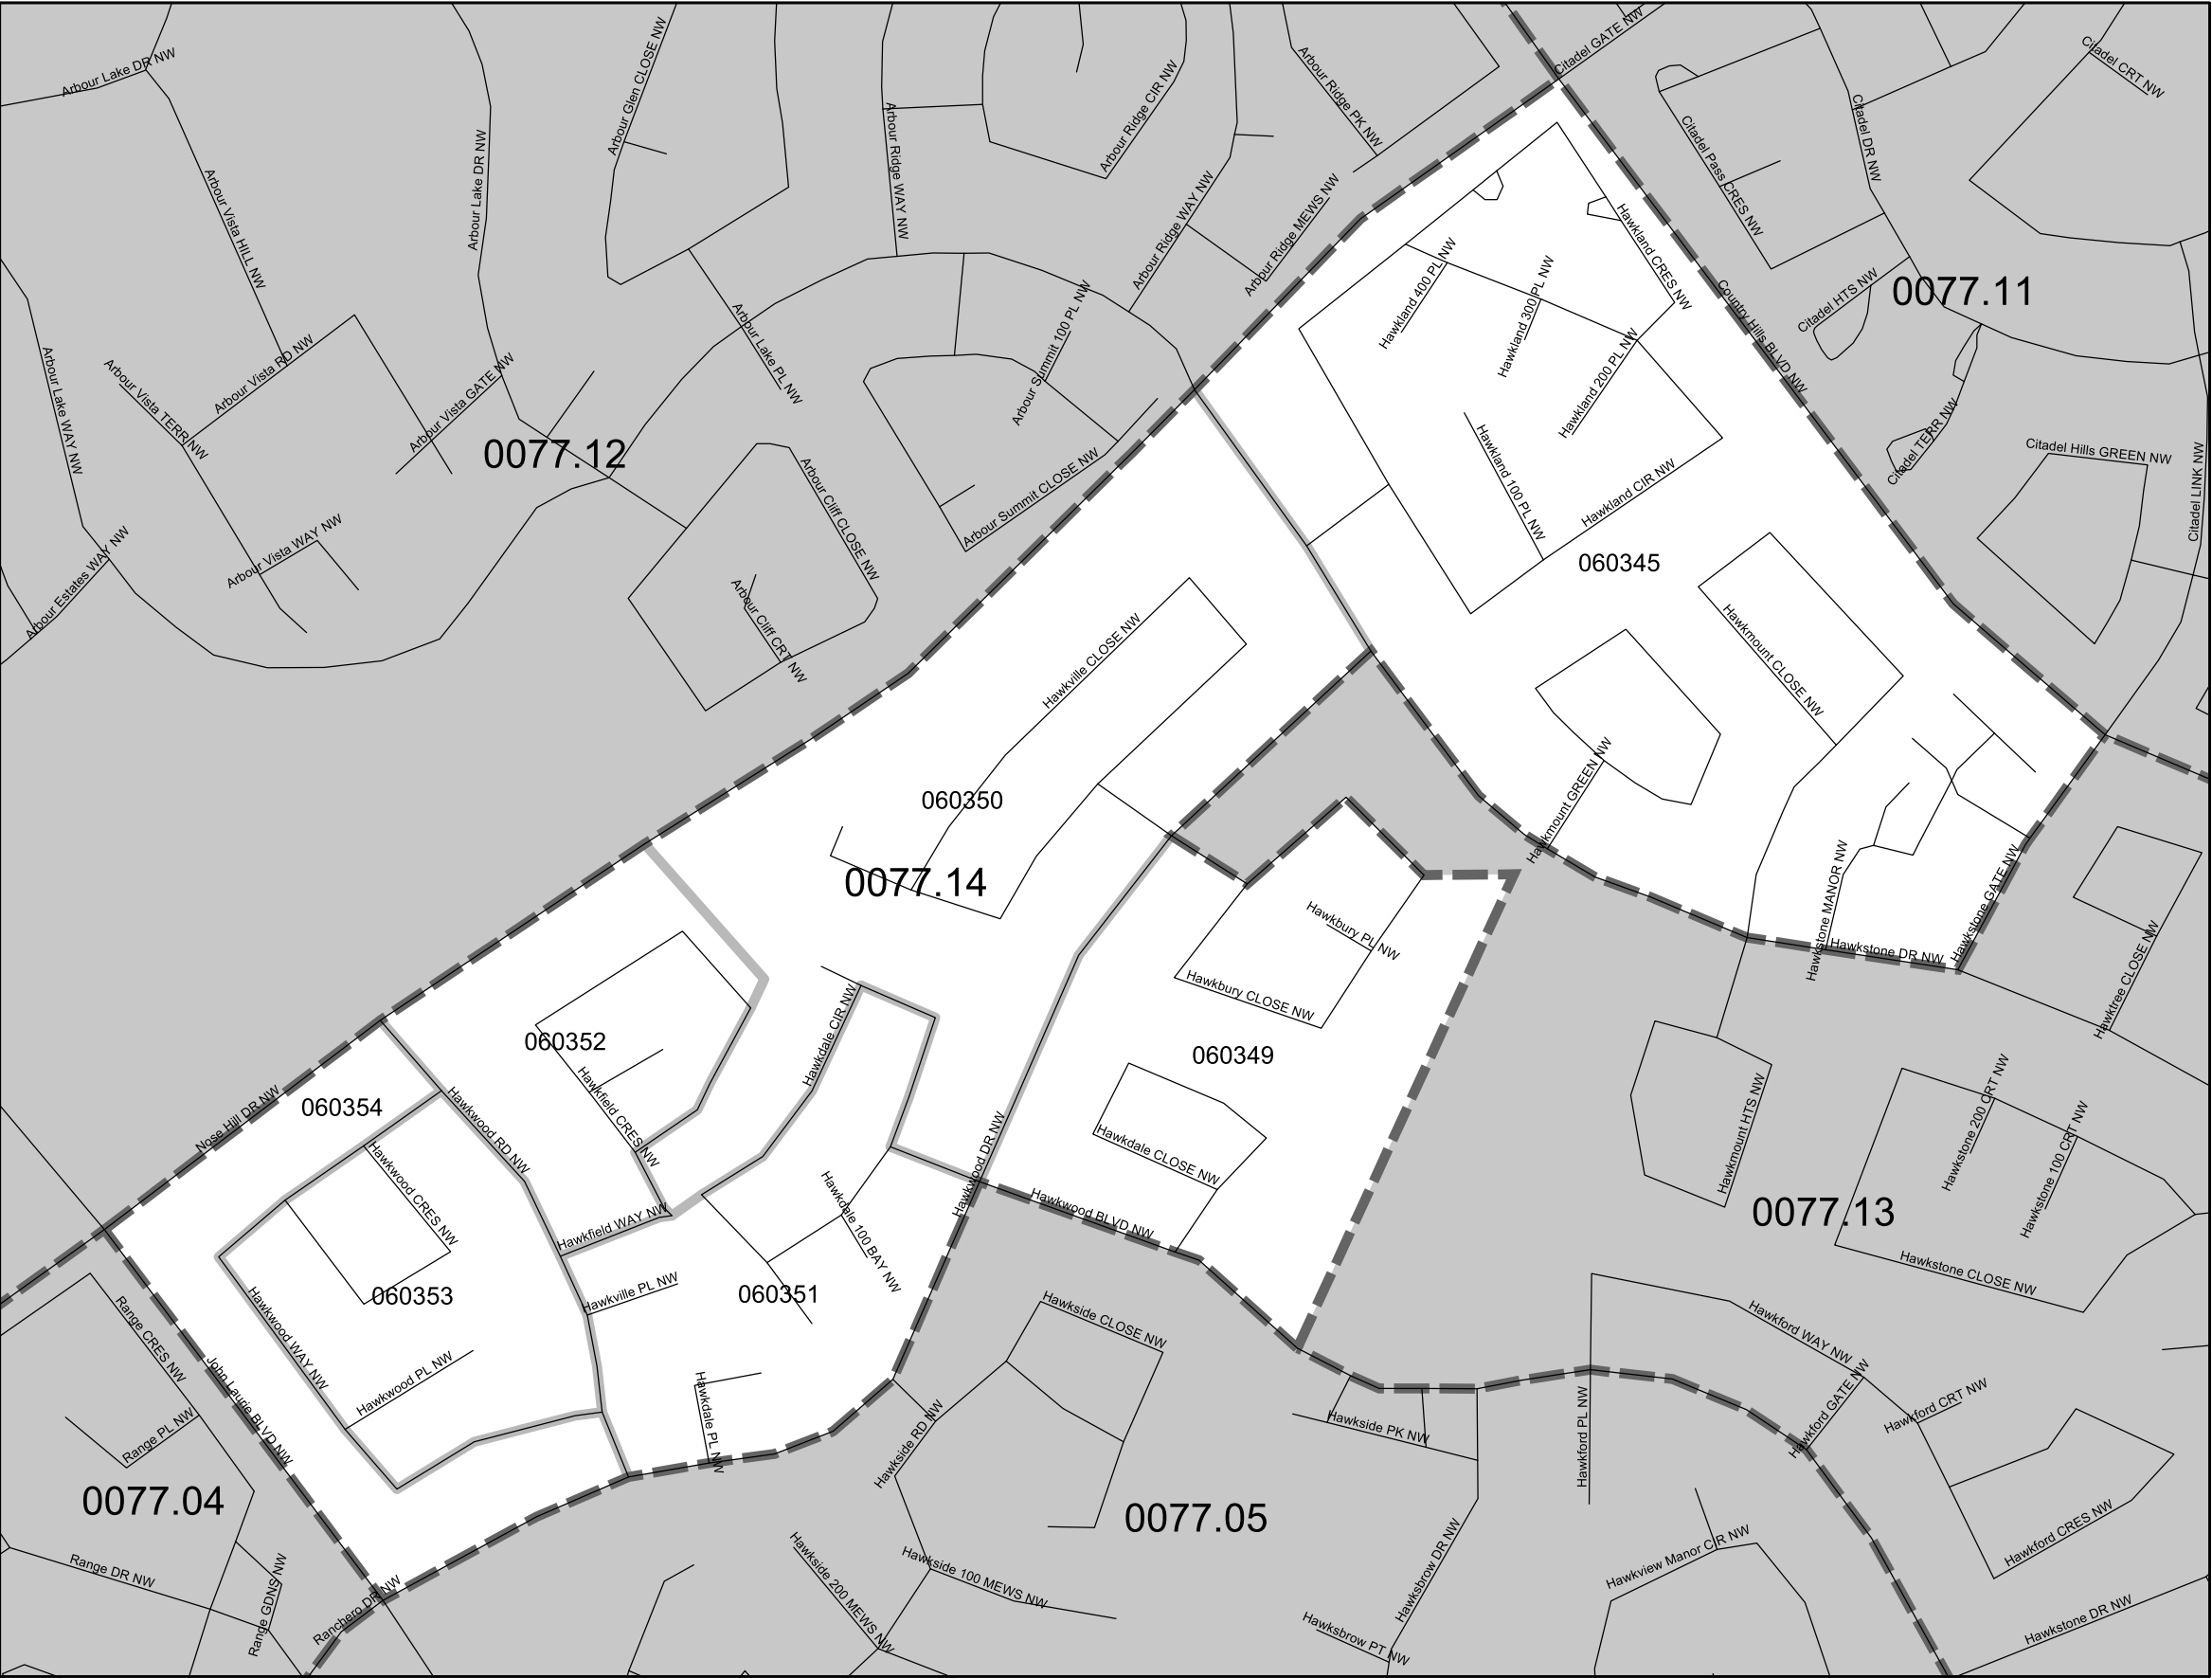 Citadel GATE NW
Arbour Lake DR NW
Arbour Glen CLOSE NW
Arbour Ridge PK NW
Citadel CRT NW
Arbour Ridge CIR NW
Arbour Lake DR NW
Arbour Ridge WAY NW
Citadel DR NW
Citadel Pass CRES NW
Arbour Vista HILL NW
Arbour Ridge WAY NW
Arbour Ridge MEWS NW
Hawkland CRES NW
Hawkland 400 PL NW
Hawkland 300 PL NW
Country Hills BLVD NW
Citadel HTS NW
0077.11
Arbour Lake PL NW
Arbour Summit 100 PL NW
Hawkland 200 PL NW
Arbour Vista RD NW
Arbour Lake WAY NW
Arbour Vista TERR NW
Arbour Vista GATE NW
0077.12
Citadel TERR NW
Citadel Hills GREEN NW
Citadel LINK NW
Arbour Cliff CLOSE NW
Arbour Summit CLOSE NW
Hawkland 100 PL NW
Hawkland CIR NW
060345
Arbour Vista WAY NW
Arbour Estates WAY NW
Arbour Cliff CRT NW
Hawkville CLOSE NW
Hawkmount CLOSE NW
060350
Hawkmount GREEN NW
0077.14
Hawkstone MANOR NW
Hawkstone GATE NW
Hawkstone DR NW
Hawkbury PL NW
Hawkbury CLOSE NW
Hawktree CLOSE NW
Hawkdale CIR NW
060352
060349
Hawkfield CRES NW
Hawkwood RD NW
060354
Nose Hill DR NW
Hawkwood CRES NW
Hawkdale CLOSE NW
Hawkmount HTS NW
Hawkstone 200 CRT NW
Hawkstone 100 CRT NW
0077.13
Hawkwood DR NW
Hawkwood BLVD NW
Hawkfield WAY NW
Hawkdale 100 BAY NW
Hawkstone CLOSE NW
060353
060351
Hawkville PL NW
Hawkwood WAY NW
Hawkside CLOSE NW
Hawkford WAY NW
Range CRES NW
John Laurie BLVD NW
Hawkwood PL NW
Hawkdale PL NW
Hawkside RD NW
Hawkside PK NW
Hawkford PL NW
Hawkford GATE NW
Hawkford CRT NW
Range PL NW
0077.04
0077.05
Hawkford CRES NW
Hawksbrow DR NW
Hawkview Manor CIR NW
Range DR NW
Range GDNS NW
Ranchero DR NW
Hawkside 200 MEWS NW
Hawkside 100 MEWS NW
Hawksbrow PT NW
Hawkstone DR NW